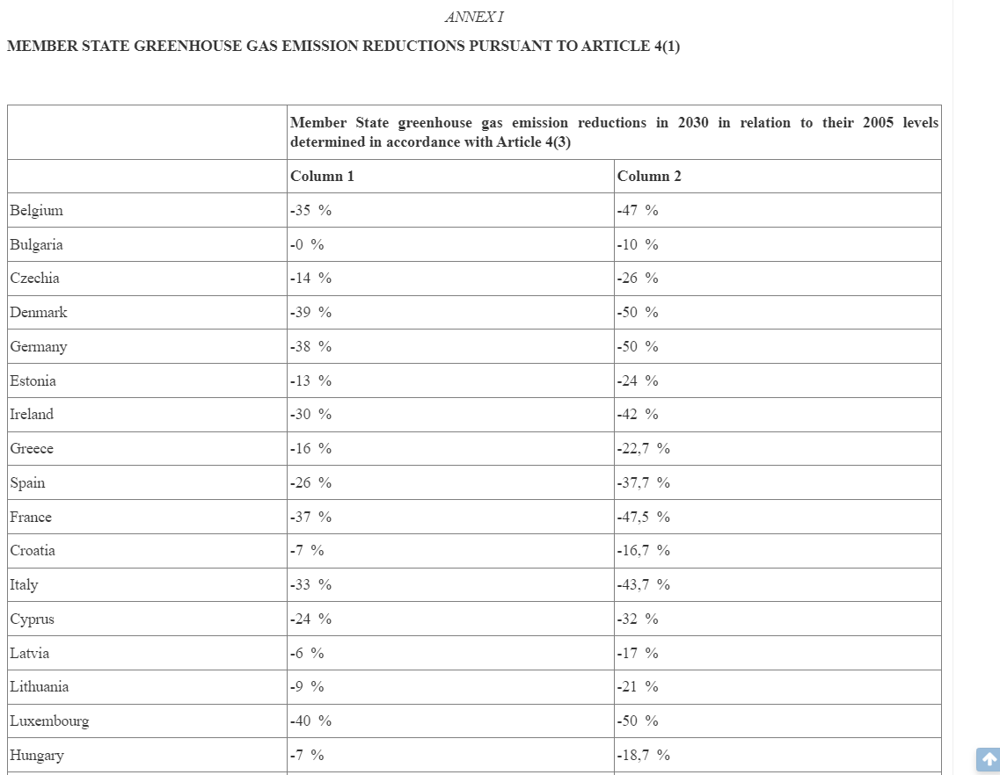 ANNEX I
MEMBER STATE GREENHOUSE GAS EMISSION REDUCTIONS PURSUANT TO ARTICLE 4(1)
Member State greenhouse gas emission reductions in 2030 in relation to their 2005 levels
determined in accordance with Article 4(3)
Column 1 Column 2
Belgium -35 % -47 %
Bulgaria -0 % -10 %
Czechia -14 % -26 %
Denmark -39 % -50 %
Germany -38 % -50 %
Estonia -13 % -24 %
Ireland -30 % -42 %
Greece -16 % -22,7 %
Spain -26 % -37,7 %
France -37 % -47,5 %
Croatia -7 % -16,7 %
Italy -33 % -43,7 %
Cyprus -24 % -32 %
Latvia -6 % -17 %
Lithuania -9 % -21 %
Luxembourg -40 % -50 %
Hungary -7 % -18,7 %